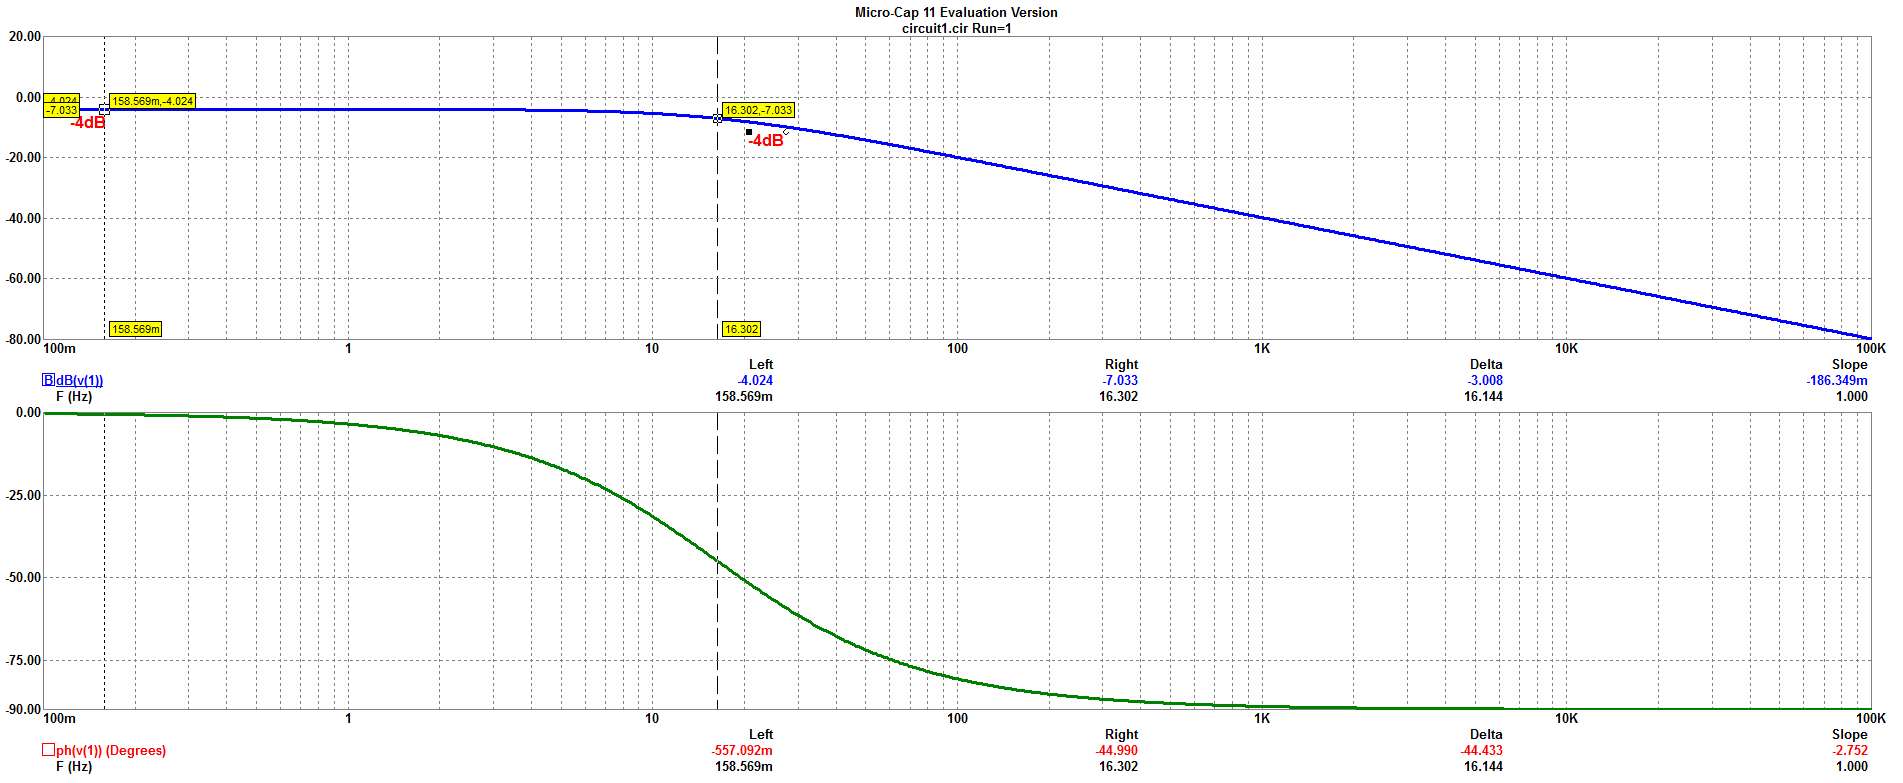 Micro-Cap 11 Evaluation Version
circuit1.cir Run=1
20.00
0.00
-4.024
-7.033
158.569m,-4.024
16.302,-7.033
-4dB
-4dB
-20.00
-40.00
-60.00
158.569m
16.302
-80.00
100m 1 10 100 1K 10K 100K
Left Right Delta Slope
B dB(v(1)) -4.024 -7.033 -3.008 -186.349m
F (Hz) 158.569m 16.302 16.144 1.000
0.00
-25.00
-50.00
-75.00
-90.00
100m 1 10 100 1K 10K 100K
Left Right Delta Slope
ph(v(1)) (Degrees) -557.092m -44.990 -44.433 -2.752
F (Hz) 158.569m 16.302 16.144 1.000